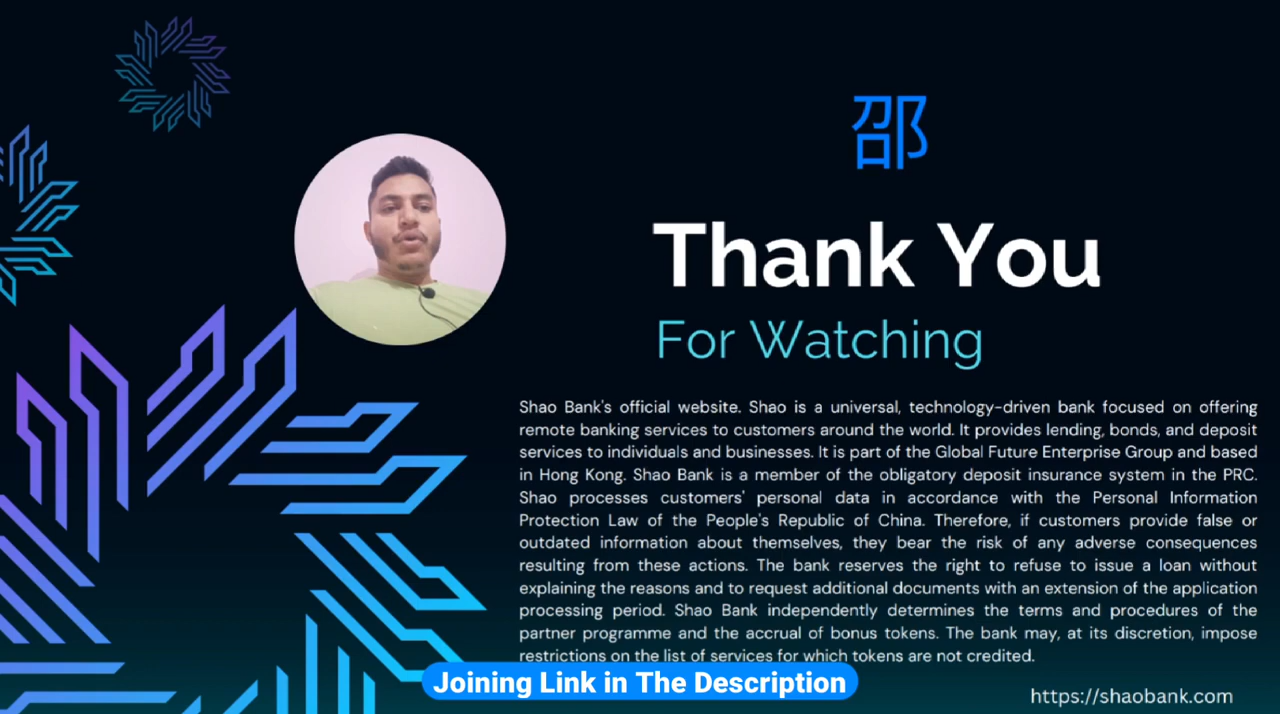 邵
Thank You
For Watching
Shao Bank's official website. Shao is a universal, technology-driven bank focused on offering
remote banking services to customers around the world. It provides lending, bonds, and deposit
services to individuals and businesses. It is part of the Global Future Enterprise Group and based
in Hong Kong. Shao Bank is a member of the obligatory deposit insurance system in the PRC.
Shao processes customers' personal data in accordance with the Personal Information
Protection Law of the People's Republic of China. Therefore, if customers provide false or
outdated information about themselves, they bear the risk of any adverse consequences
resulting from these actions. The bank reserves the right to refuse to issue a loan without
explaining the reasons and to request additional documents with an extension of the application
processing period. Shao Bank independently determines the terms and procedures of the
partner programme and the accrual of bonus tokens. The bank may, at its discretion, impose
restrictions on the list of services for which tokens are not credited.
Joining Link in The Description
https://shaobank.com